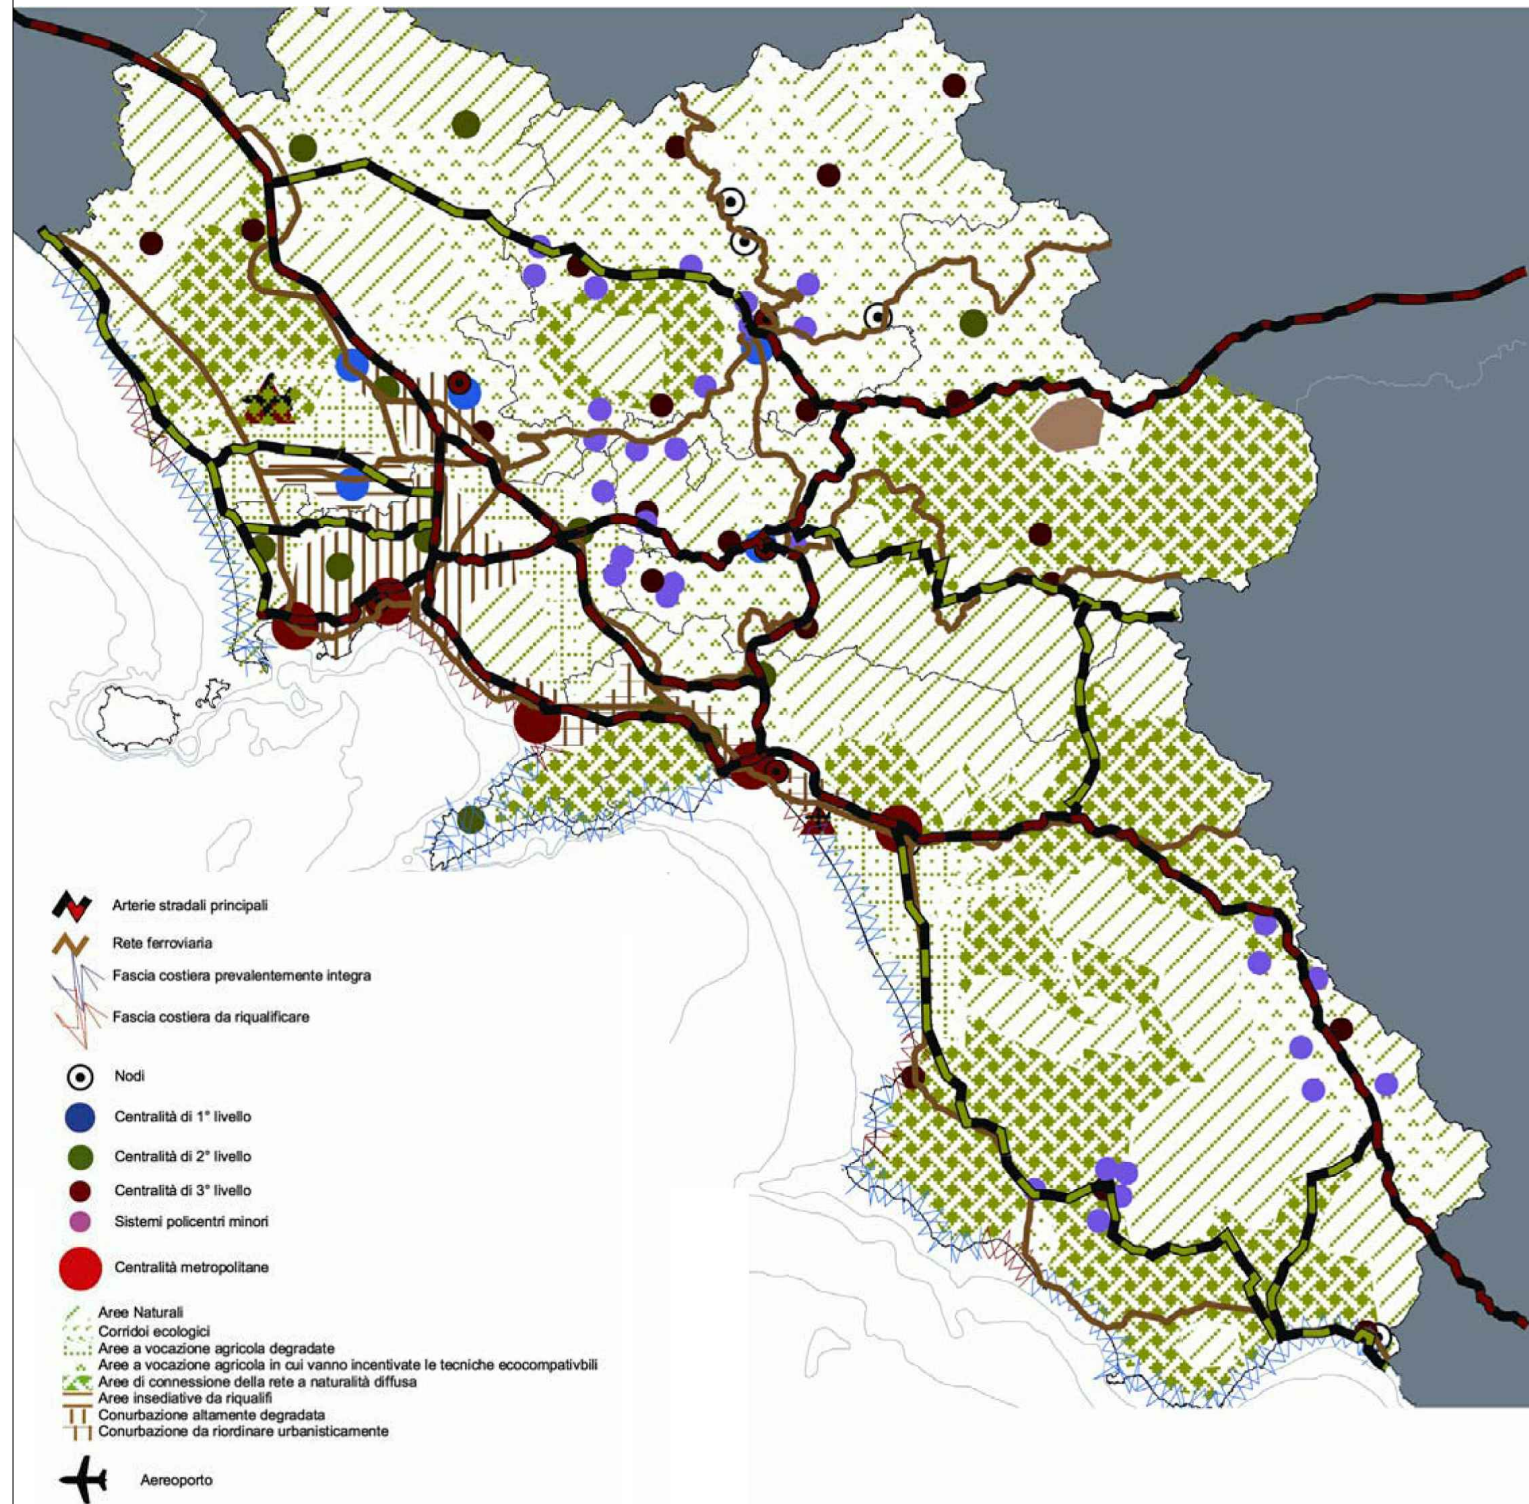 Arterie stradali principali
Rete ferroviaria
Fascia costiera prevalentemente integra
Fascia costiera da riqualificare
Nodi
Centralità di 1° livello
Centralità di 2° livello
Centralità di 3° livello
Sistemi policentri minori
Centralità metropolitane
Aree Naturali
Corridoi ecologici
Aree a vocazione agricola degradate
Aree a vocazione agricola in cui vanno incentivate le tecniche ecocompativbili
Aree di connessione della rete a naturalità diffusa
Aree insediative da riqualifi
Conurbazione altamente degradata
Conurbazione da riordinare urbanisticamente
Aereoporto